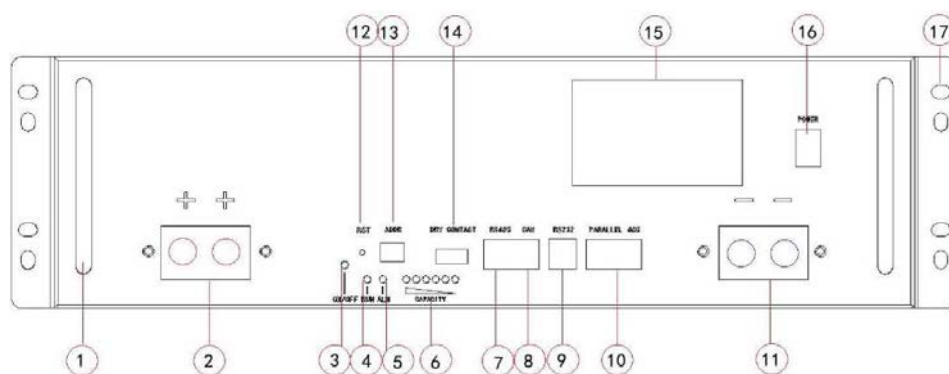 12 13 14 15 16 17
POWER
+ + — —
RST ADDR DRY CONTACT RS485 CAN RS232 PARALLEL 485
ON/OFF RUN ALM CAPACITY
1 2 3 4 5 6 7 8 9 10 11